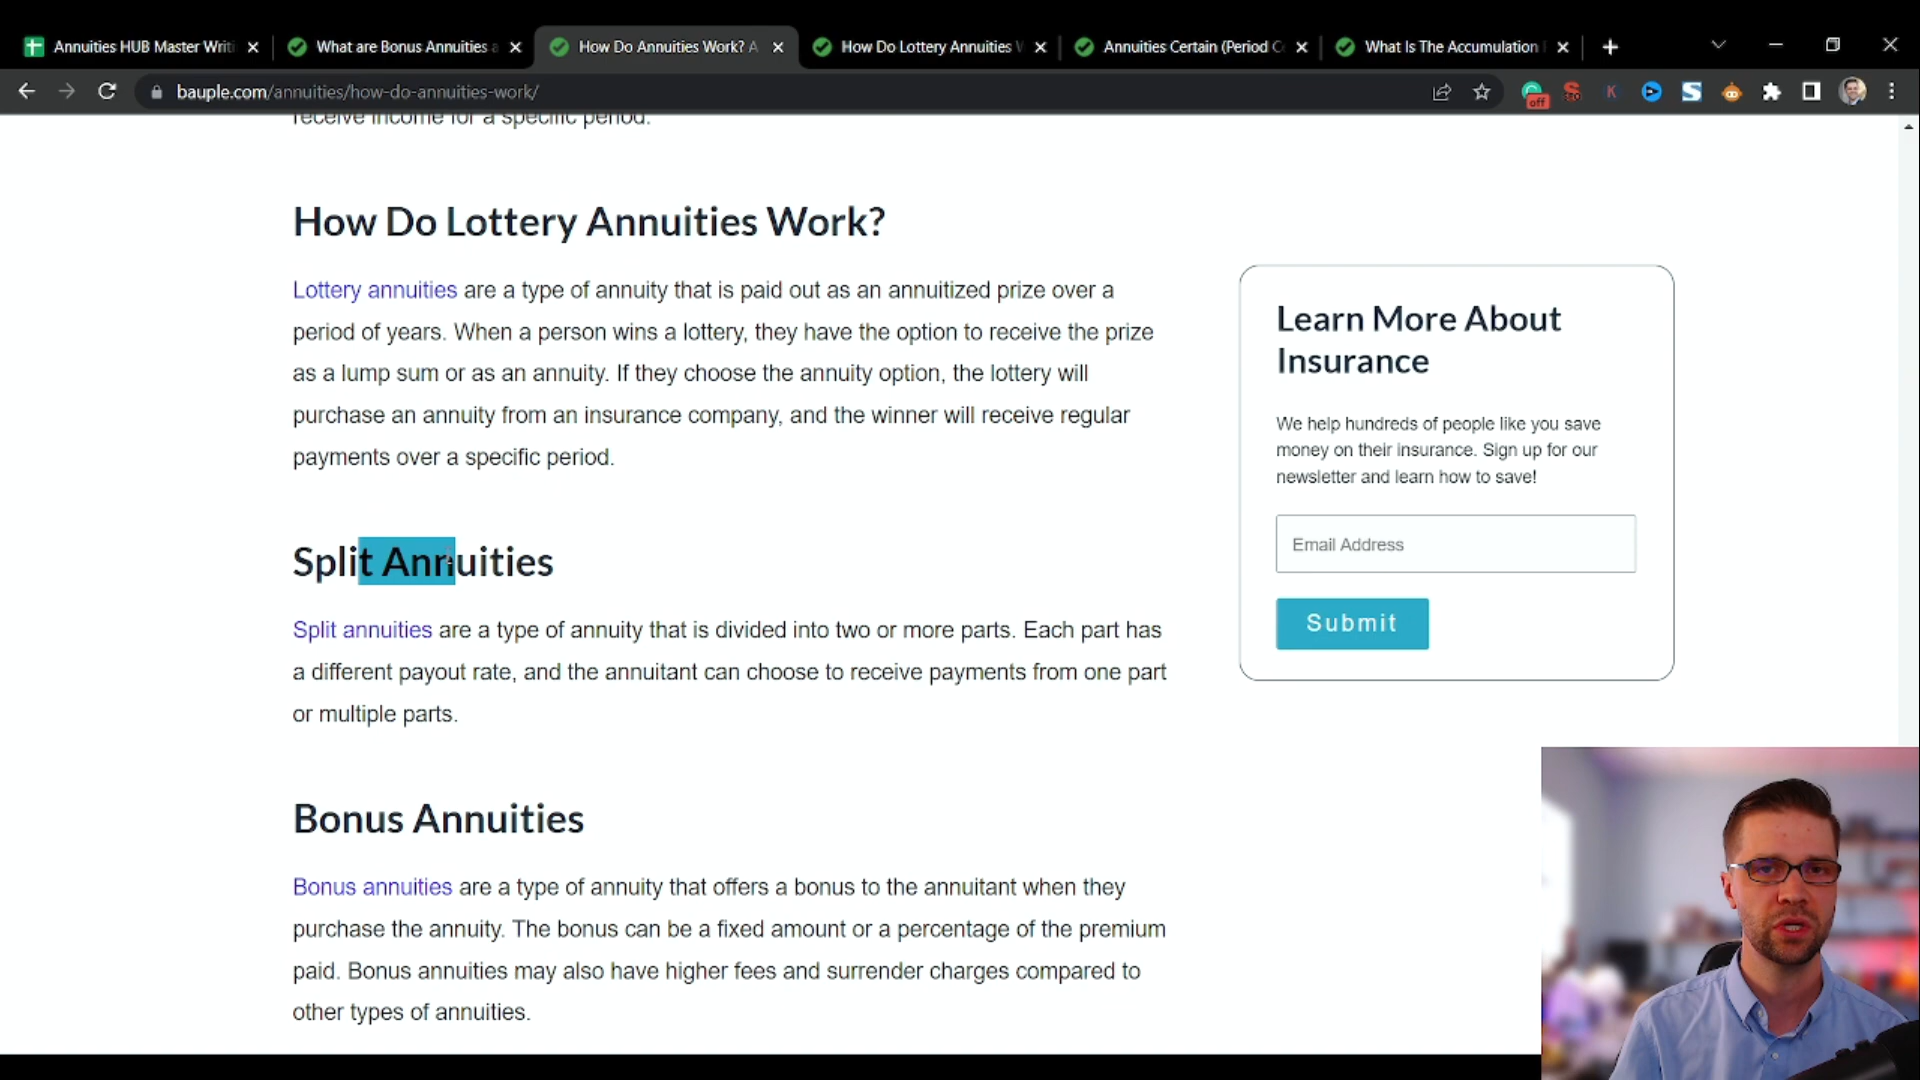 Annuities HUB Master Writi
What are Bonus Annuities a
How Do Annuities Work? A
How Do Lottery Annuities W
Annuities Certain (Period C
What Is The Accumulation
bauple.com/annuities/how-do-annuities-work/
off
receive income for a specific period.
How Do Lottery Annuities Work?
Lottery annuities are a type of annuity that is paid out as an annuitized prize over a
period of years. When a person wins a lottery, they have the option to receive the prize
as a lump sum or as an annuity. If they choose the annuity option, the lottery will
purchase an annuity from an insurance company, and the winner will receive regular
payments over a specific period.
Split Annuities
Split annuities are a type of annuity that is divided into two or more parts. Each part has
a different payout rate, and the annuitant can choose to receive payments from one part
or multiple parts.
Bonus Annuities
Bonus annuities are a type of annuity that offers a bonus to the annuitant when they
purchase the annuity. The bonus can be a fixed amount or a percentage of the premium
paid. Bonus annuities may also have higher fees and surrender charges compared to
other types of annuities.
Learn More About
Insurance
We help hundreds of people like you save
money on their insurance. Sign up for our
newsletter and learn how to save!
Email Address
Submit